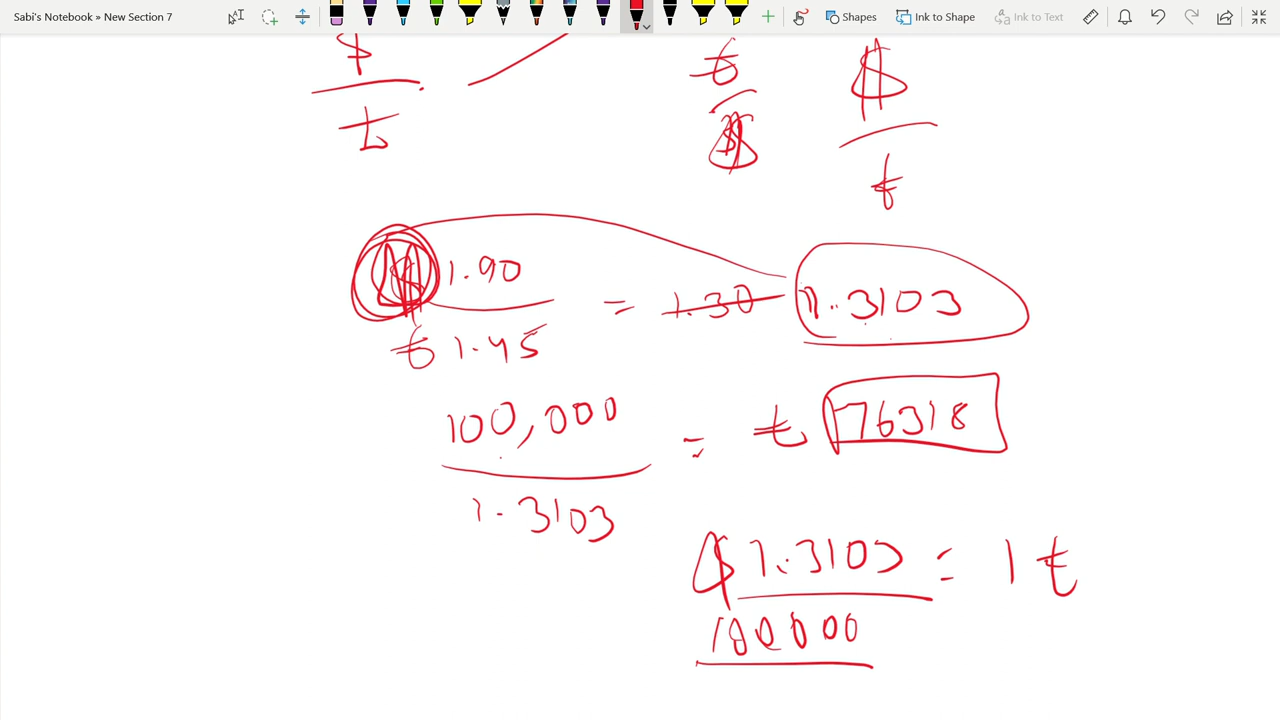 Sabi's Notebook » New Section 7
Shapes
Ink to Shape
Ink to Text
$
t
t
$
$
t
$ 1.90
t 1.45
= 1.30 1.3103
100,000
1.3103
= t 76318
$ 1.3103 = 1 t
100000